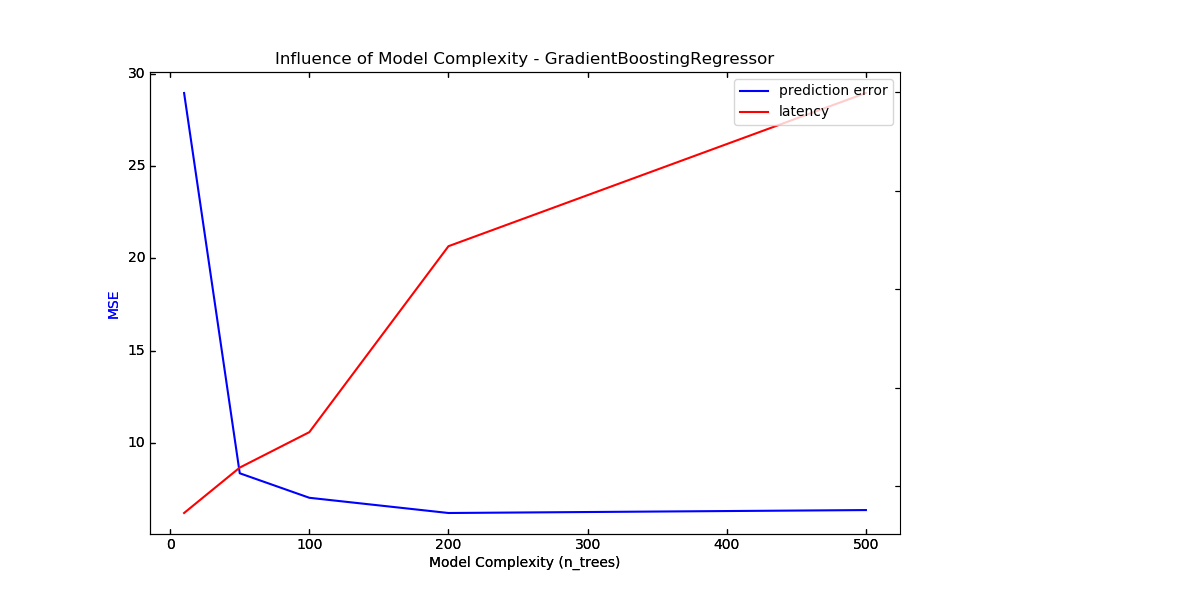 Influence of Model Complexity - GradientBoostingRegressor
prediction error
latency
30
25
20
15
10
MSE
0 100 200 300 400 500
Model Complexity (n_trees)